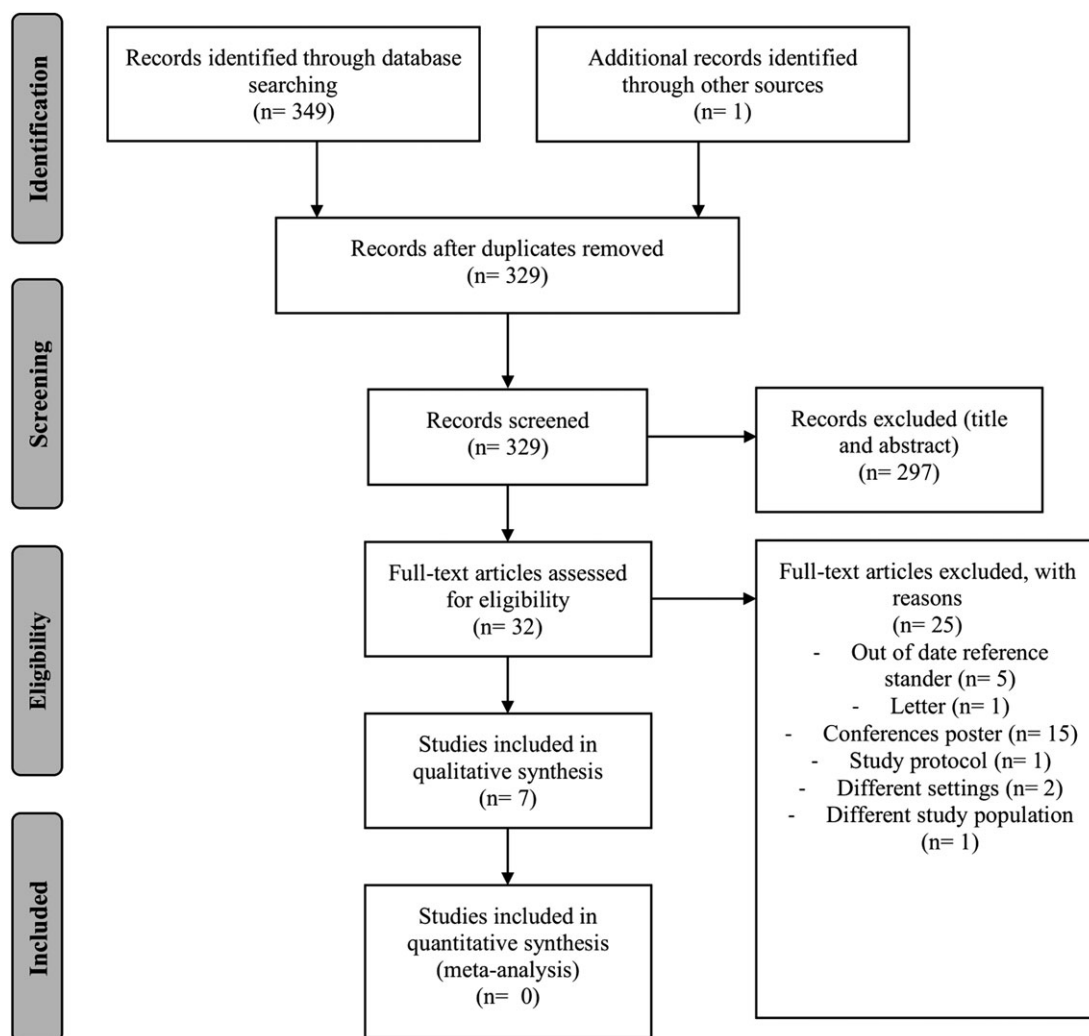 Identification
Records identified through database
searching
(n= 349)
Additional records identified
through other sources
(n= 1)
Records after duplicates removed
(n= 329)
Screening
Records screened
(n= 329)
Records excluded (title
and abstract)
(n= 297)
Eligibility
Full-text articles assessed
for eligibility
(n= 32)
Full-text articles excluded, with
reasons
(n= 25)
- Out of date reference
stander (n= 5)
- Letter (n= 1)
- Conferences poster (n= 15)
- Study protocol (n= 1)
- Different settings (n= 2)
- Different study population
(n= 1)
Studies included in
qualitative synthesis
(n= 7)
Included
Studies included in
quantitative synthesis
(meta-analysis)
(n= 0)